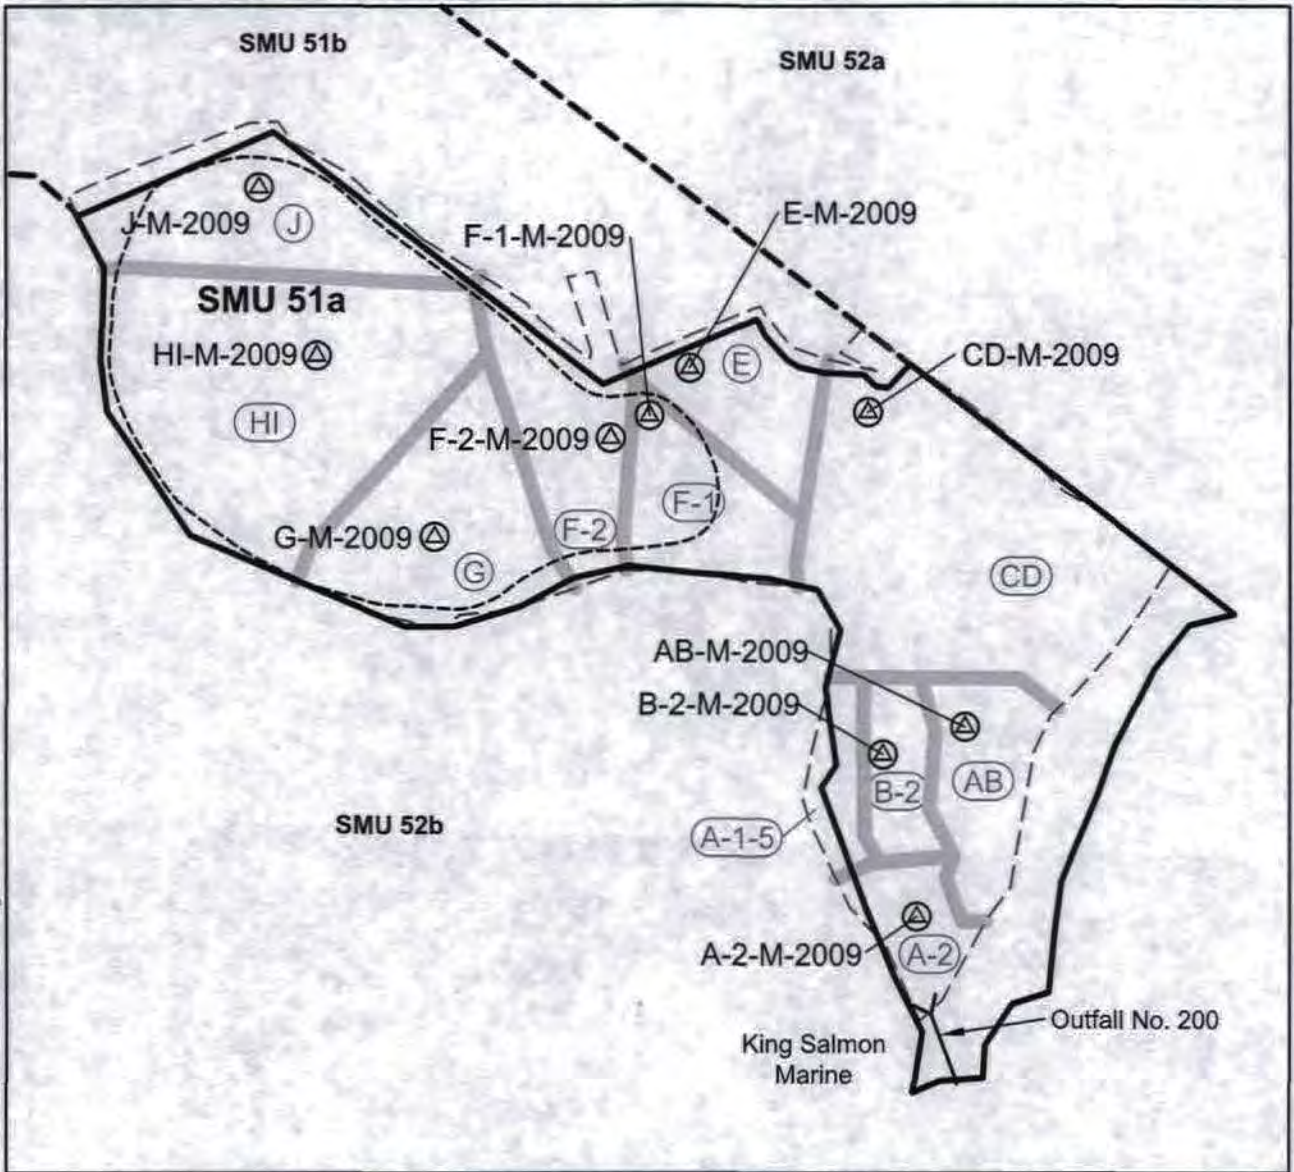 SMU 51b
SMU 52a
J-M-2009
J
F-1-M-2009
E-M-2009
SMU 51a
HI-M-2009
E
CD-M-2009
HI
F-2-M-2009
F-1
G-M-2009
F-2
G
CD
AB-M-2009
B-2-M-2009
B-2
AB
SMU 52b
A-1-5
A-2-M-2009
A-2
Outfall No. 200
King Salmon
Marine